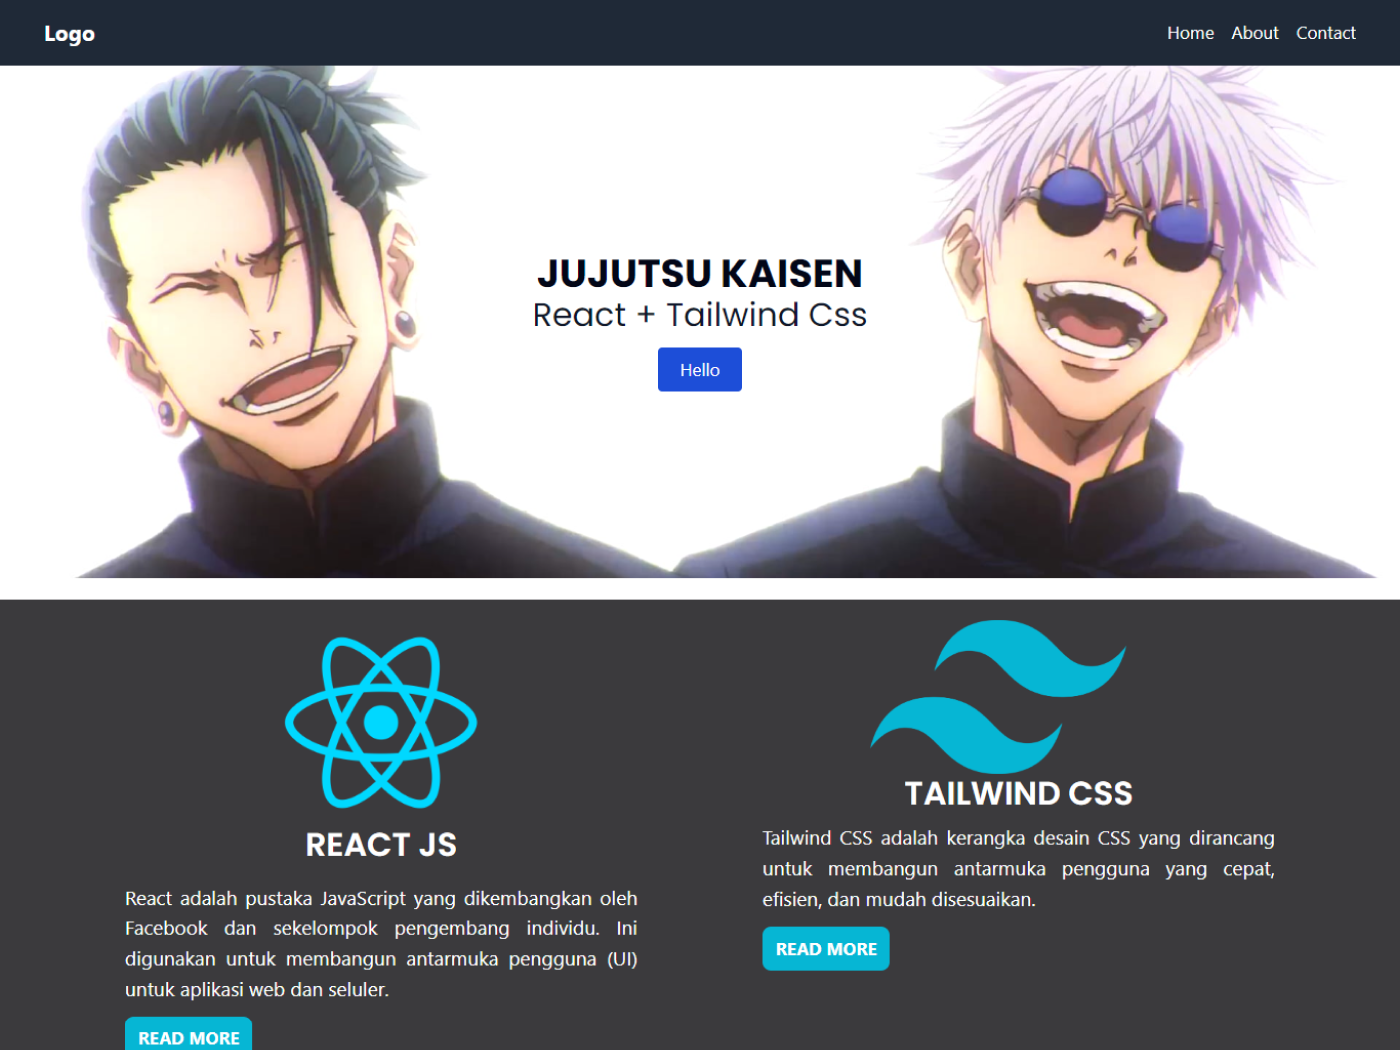 Logo
Home About Contact
JUJUTSU KAISEN
React + Tailwind Css
Hello
REACT JS
React adalah pustaka JavaScript yang dikembangkan oleh
Facebook dan sekelompok pengembang individu. Ini
digunakan untuk membangun antarmuka pengguna (UI)
untuk aplikasi web dan seluler.
READ MORE
TAILWIND CSS
Tailwind CSS adalah kerangka desain CSS yang dirancang
untuk membangun antarmuka pengguna yang cepat,
efisien, dan mudah disesuaikan.
READ MORE